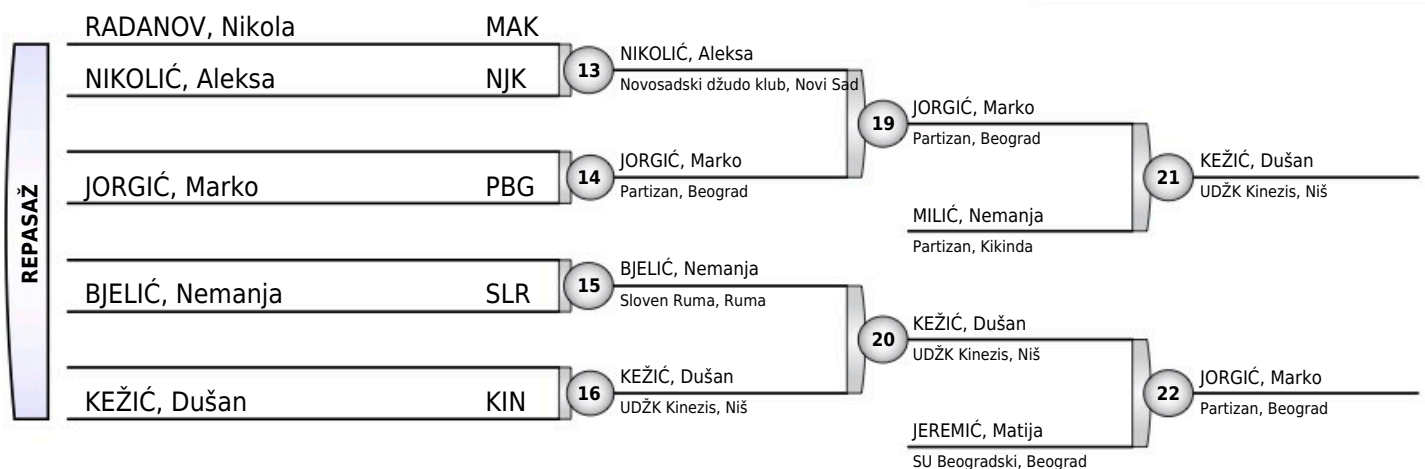 REPASAŽ
RADANOV, Nikola MAK
NIKOLIĆ, Aleksa NJK
JORGIĆ, Marko PBG
BJELIĆ, Nemanja SLR
KEŽIĆ, Dušan KIN
13
NIKOLIĆ, Aleksa
Novosadski džudo klub, Novi Sad
14
JORGIĆ, Marko
Partizan, Beograd
15
BJELIĆ, Nemanja
Sloven Ruma, Ruma
16
KEŽIĆ, Dušan
UDŽK Kinezis, Niš
19
JORGIĆ, Marko
Partizan, Beograd
MILIĆ, Nemanja
Partizan, Kikinda
20
KEŽIĆ, Dušan
UDŽK Kinezis, Niš
JEREMIĆ, Matija
SU Beogradski, Beograd
21
KEŽIĆ, Dušan
UDŽK Kinezis, Niš
22
JORGIĆ, Marko
Partizan, Beograd